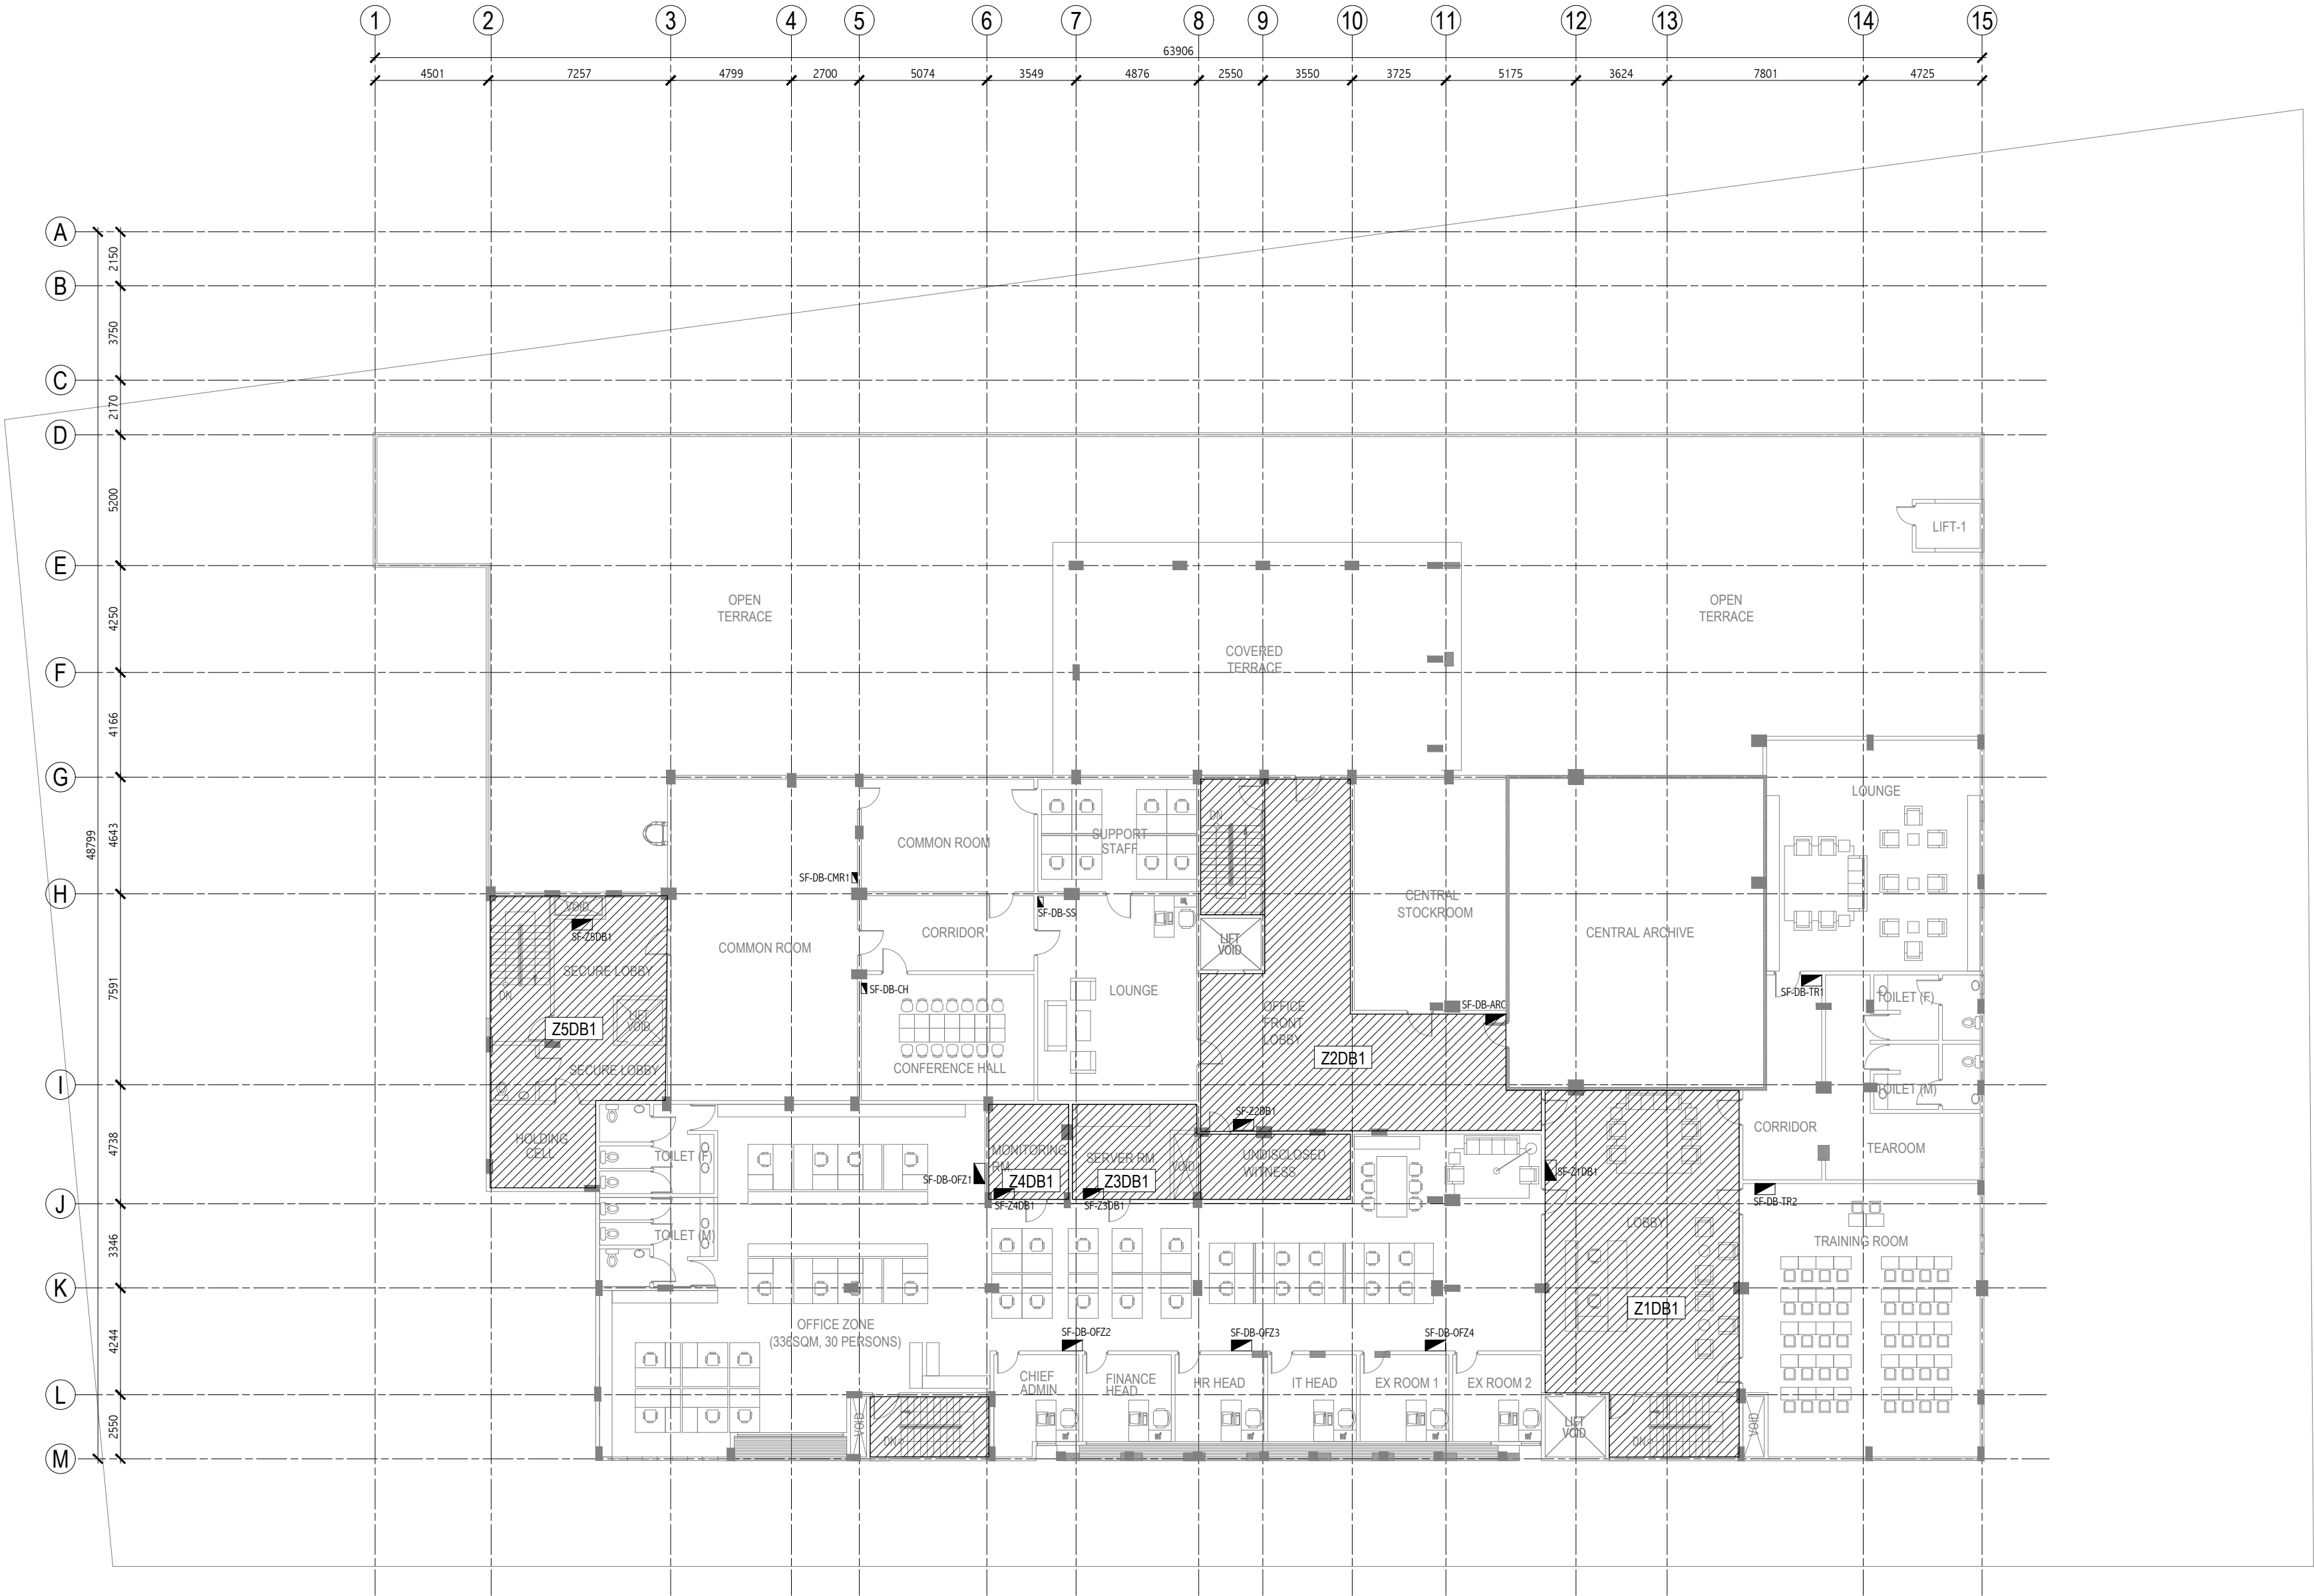 1
2
3
4
5
6
7
8
9
10
11
12
13
14
15
63906
4501
7257
4799
2700
5074
3549
4876
2550
3550
3725
5175
3624
7801
4725
A
B
C
D
E
F
G
H
I
J
K
L
M
2150
3750
2170
5200
4250
4166
4643
7591
4738
3346
4244
2550
48799
LIFT-1
OPEN
TERRACE
OPEN
TERRACE
COVERED
TERRACE
LOUNGE
DN
COMMON ROOM
SUPPORT
STAFF
SF-DB-CMR1
CENTRAL
STOCKROOM
VOID
SF-DB-SS
SF-Z5DB1
CORRIDOR
CENTRAL ARCHIVE
LIFT
VOID
COMMON ROOM
SECURE LOBBY
DN
SF-DB-CH
LOUNGE
SF-DB-TR1
TOILET (F)
SF-DB-ARC
OFFICE
FRONT
LOBBY
LIFT
VOID
Z5DB1
Z2DB1
CONFERENCE HALL
SECURE LOBBY
TOILET (M)
SF-Z2DB1
CORRIDOR
HOLDING
CELL
TEAROOM
TOILET (F)
MONITORING
RM.
SERVER RM.
VOID
UNDISCLOSED
WITNESS
SF-DB-OFZ1
Z4DB1
Z3DB1
SF-Z1DB1
SF-Z4DB1
SF-Z3DB1
SF-DB-TR2
TOILET (M)
LOBBY
TRAINING ROOM
Z1DB1
OFFICE ZONE
(336SQM, 30 PERSONS)
SF-DB-OFZ2
SF-DB-OFZ3
SF-DB-OFZ4
CHIEF
ADMIN
FINANCE
HEAD
HR HEAD
IT HEAD
EX ROOM 1
EX ROOM 2
VOID
DN
LIFT
VOID
DN
VOID